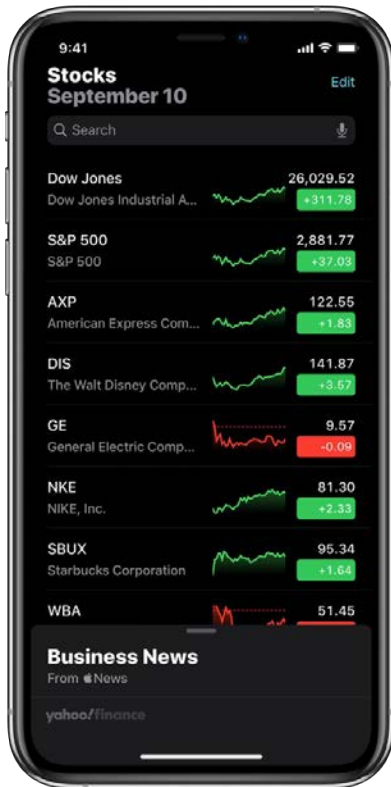 9:41
Stocks
September 10
Edit
Search
Dow Jones
Dow Jones Industrial A...
26,029.52
+311.78
S&P 500
S&P 500
2,881.77
+37.03
AXP
American Express Com...
122.55
+1.83
DIS
The Walt Disney Comp...
141.87
+3.57
GE
General Electric Comp...
9.57
-0.09
NKE
NIKE, Inc.
81.30
+2.33
SBUX
Starbucks Corporation
95.34
+1.64
WBA
51.45
Business News
From News
yahoo!finance